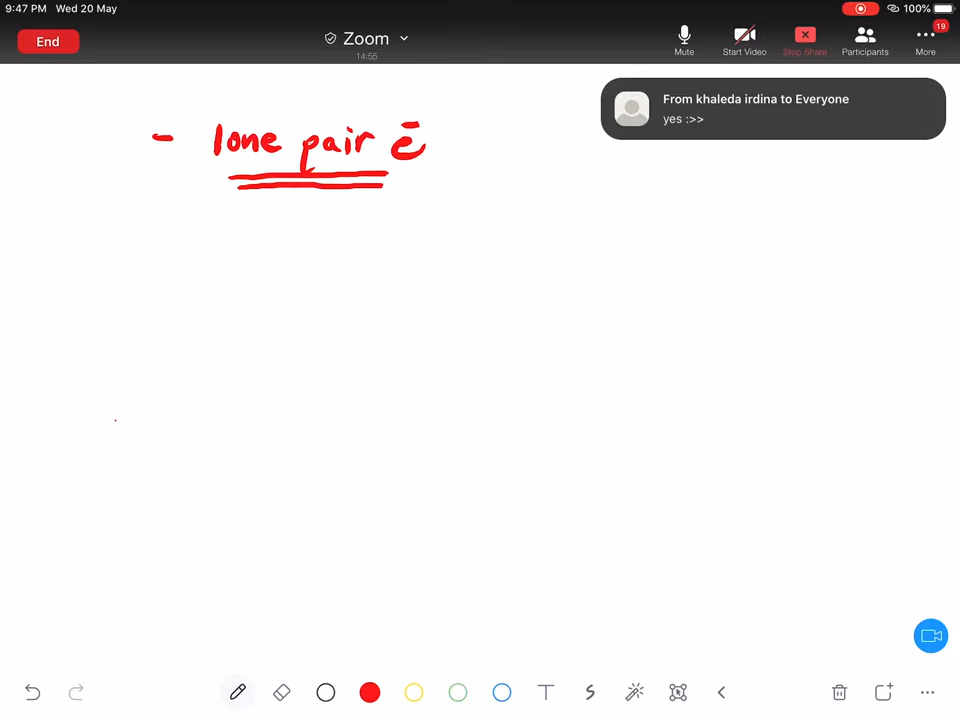 9:47 PM Wed 20 May
100%
End
Zoom
14:55
Mute
Start Video
Stop Share
Participants
19
More
From khaleda irdina to Everyone
yes :>>
- lone pair ē
T